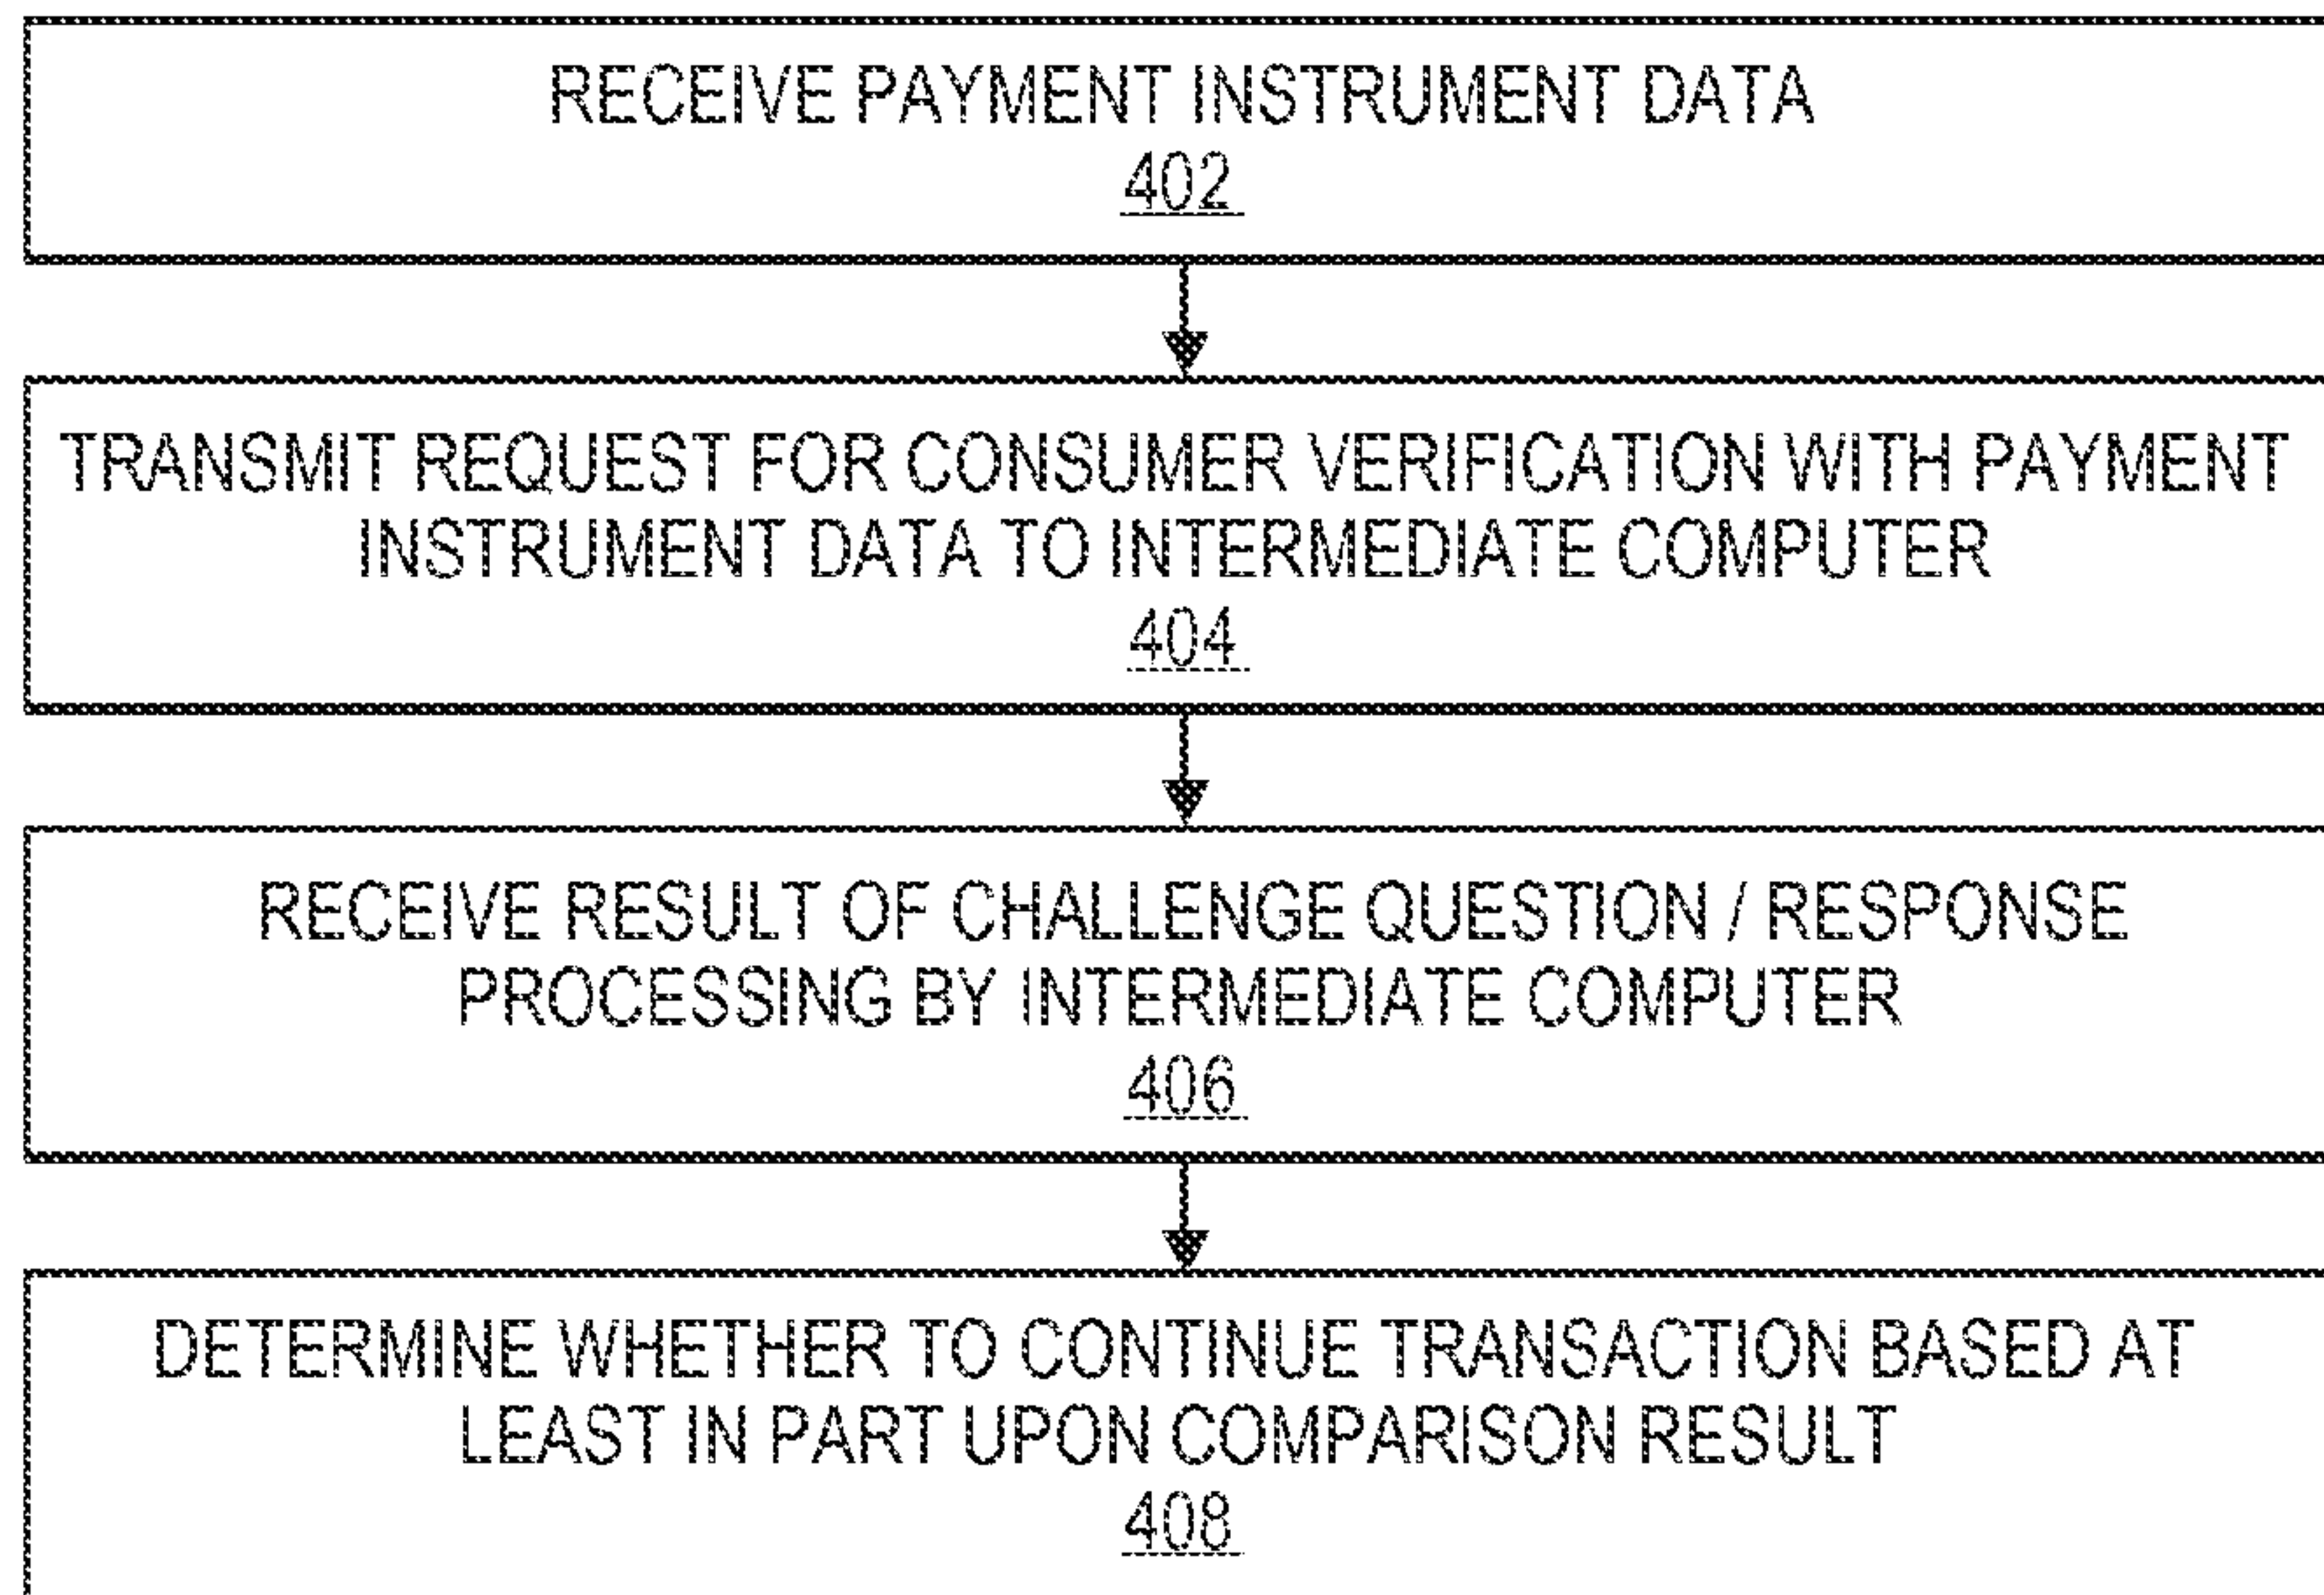 RECEIVE PAYMENT INSTRUMENT DATA
402
TRANSMIT REQUEST FOR CONSUMER VERIFICATION WITH PAYMENT
INSTRUMENT DATA TO INTERMEDIATE COMPUTER
404
RECEIVE RESULT OF CHALLENGE QUESTION / RESPONSE
PROCESSING BY INTERMEDIATE COMPUTER
406
DETERMINE WHETHER TO CONTINUE TRANSACTION BASED AT
LEAST IN PART UPON COMPARISON RESULT
408